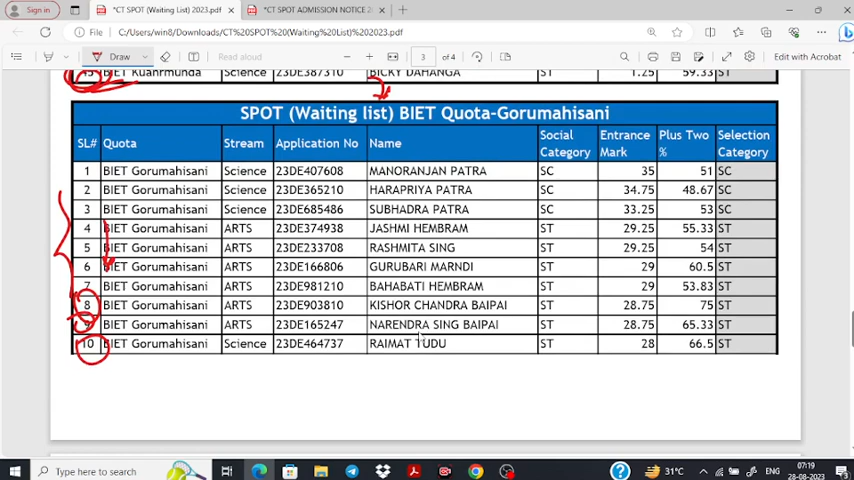 Sign in
*CT SPOT (Waiting List) 2023.pdf
*CT SPOT ADMISSION NOTICE 2
File
C:/Users/win8/Downloads/CT%20SPOT%20(Waiting%20List)%202023.pdf
Draw
Read aloud
3 of 4
Edit with Acrobat
BIET Kuanrmunda Science 23DE387310 BICKY DAHANGA ST 1.25 59.33 ST
SPOT (Waiting list) BIET Quota-Gorumahisani
SL# Quota Stream Application No Name Social Category Entrance Mark Plus Two % Selection Category
1 BIET Gorumahisani Science 23DE407608 MANORANJAN PATRA SC 35 51 SC
2 BIET Gorumahisani Science 23DE365210 HARAPRIYA PATRA SC 34.75 48.67 SC
3 BIET Gorumahisani Science 23DE685486 SUBHADRA PATRA SC 33.25 53 SC
4 BIET Gorumahisani ARTS 23DE374938 JASHMI HEMBRAM ST 29.25 55.33 ST
5 BIET Gorumahisani ARTS 23DE233708 RASHMITA SING ST 29.25 54 ST
6 BIET Gorumahisani ARTS 23DE166806 GURUBARI MARNDI ST 29 60.5 ST
7 BIET Gorumahisani ARTS 23DE981210 BAHABATI HEMBRAM ST 29 53.83 ST
8 BIET Gorumahisani ARTS 23DE903810 KISHOR CHANDRA BAIPAI ST 28.75 75 ST
9 BIET Gorumahisani ARTS 23DE165247 NARENDRA SING BAIPAI ST 28.75 65.33 ST
10 BIET Gorumahisani Science 23DE464737 RAIMAT TUDU ST 28 66.5 ST
Type here to search
31°C
ENG
07:19
28-08-2023